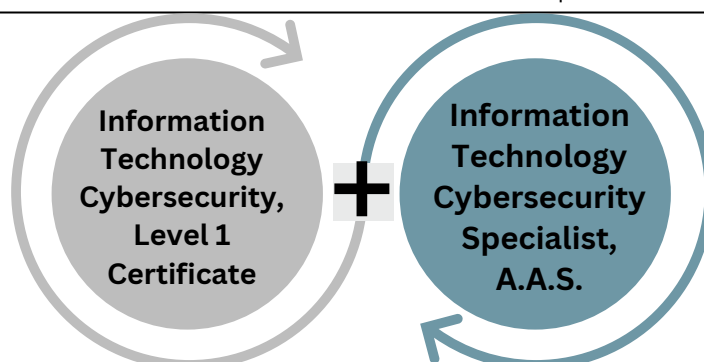 Information
Technology
Cybersecurity,
Level 1
Certificate
+
Information
Technology
Cybersecurity
Specialist,
A.A.S.